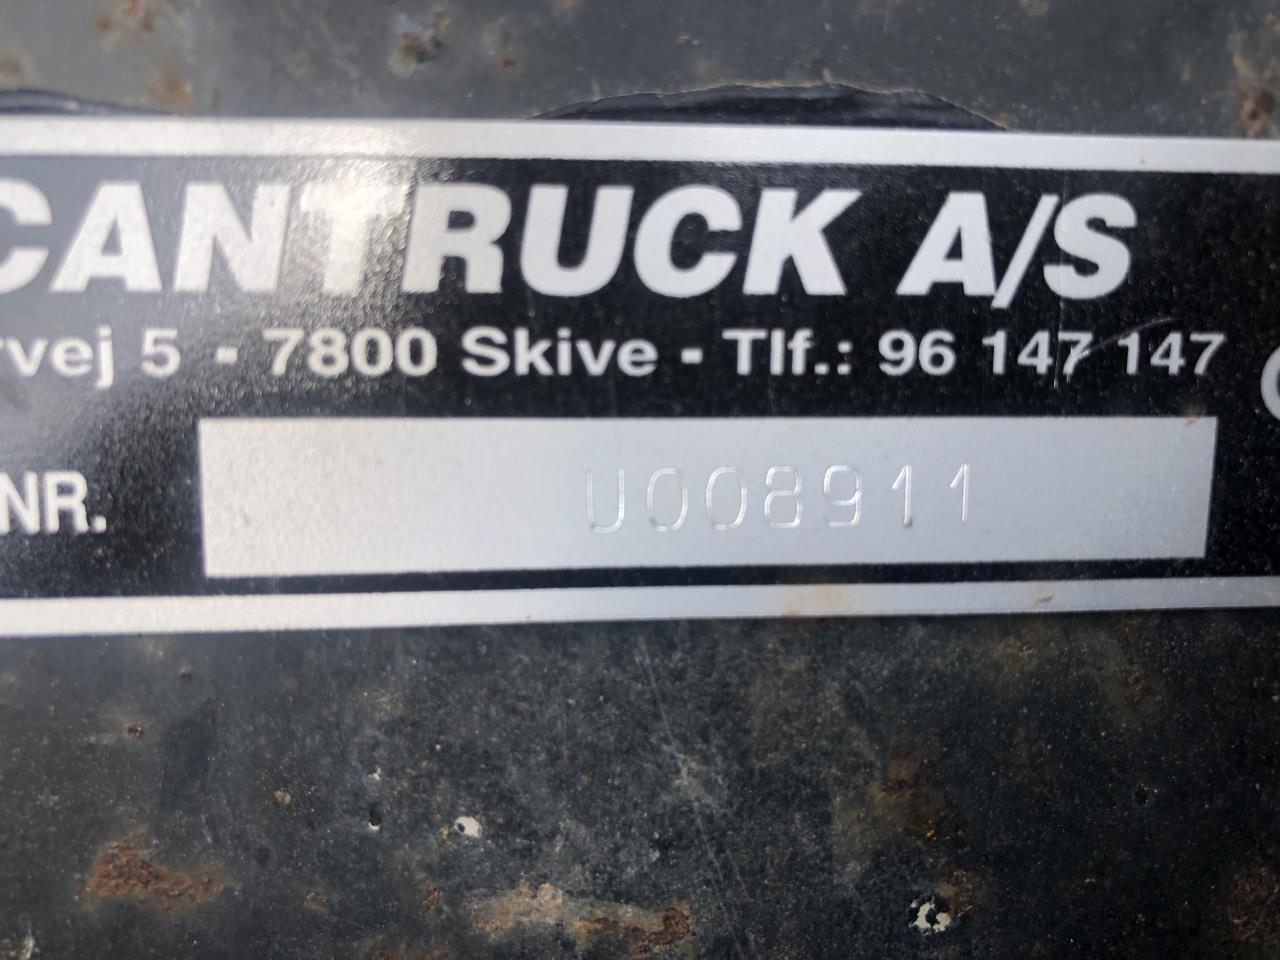 CANTRUCK A/S
rvej 5 - 7800 Skive - Tlf.: 96 147 147
NR. U008911